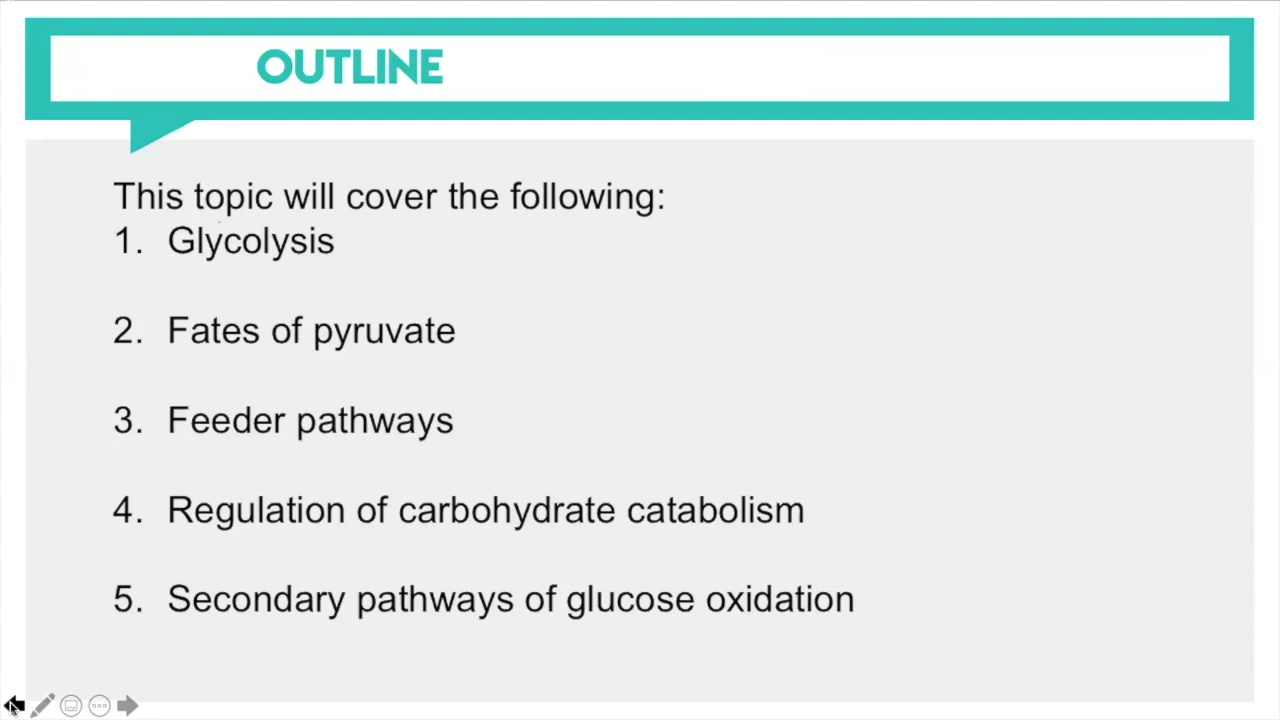 OUTLINE
This topic will cover the following:
1. Glycolysis
2. Fates of pyruvate
3. Feeder pathways
4. Regulation of carbohydrate catabolism
5. Secondary pathways of glucose oxidation